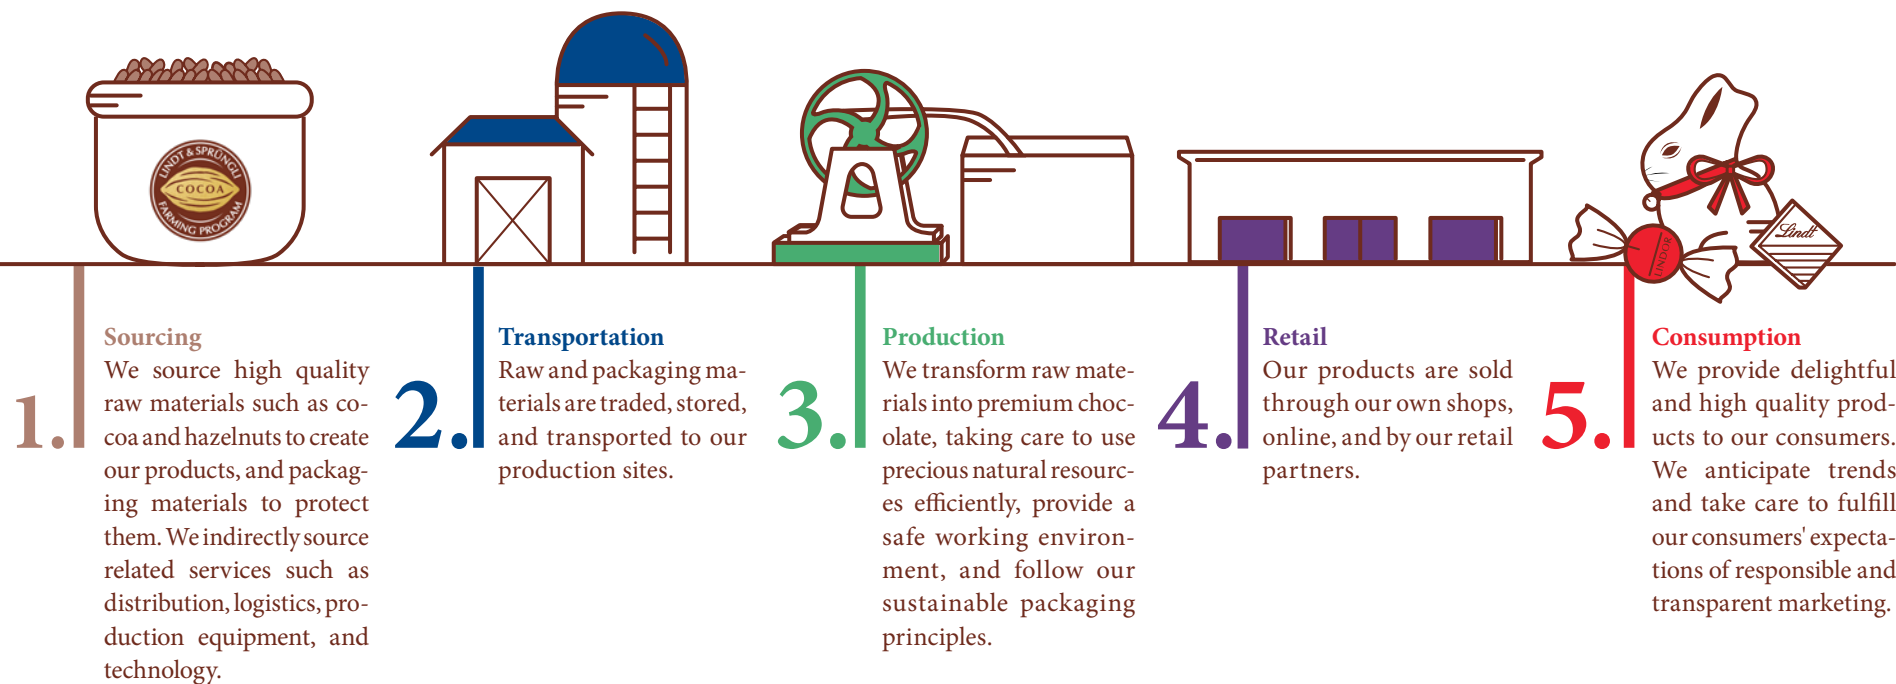 LINDT & SPRÜNGLI
COCOA
FARMING PROGRAM
LINDOR
Lindt
1.
Sourcing
We source high quality
raw materials such as co-
coa and hazelnuts to create
our products, and packag-
ing materials to protect
them. We indirectly source
related services such as
distribution, logistics, pro-
duction equipment, and
technology.
2.
Transportation
Raw and packaging ma-
terials are traded, stored,
and transported to our
production sites.
3.
Production
We transform raw mate-
rials into premium choc-
olate, taking care to use
precious natural resourc-
es efficiently, provide a
safe working environ-
ment, and follow our
sustainable packaging
principles.
4.
Retail
Our products are sold
through our own shops,
online, and by our retail
partners.
5.
Consumption
We provide delightful
and high quality prod-
ucts to our consumers.
We anticipate trends
and take care to fulfill
our consumers' expecta-
tions of responsible and
transparent marketing.